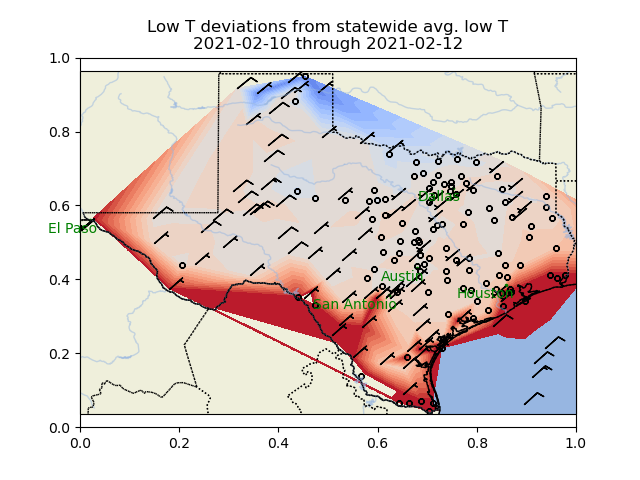 Low T deviations from statewide avg. low T
2021-02-10 through 2021-02-12
1.0
0.8
0.6
0.4
0.2
0.0
Dallas
El Paso
Austin
Houston
San Antonio
0.0 0.2 0.4 0.6 0.8 1.0